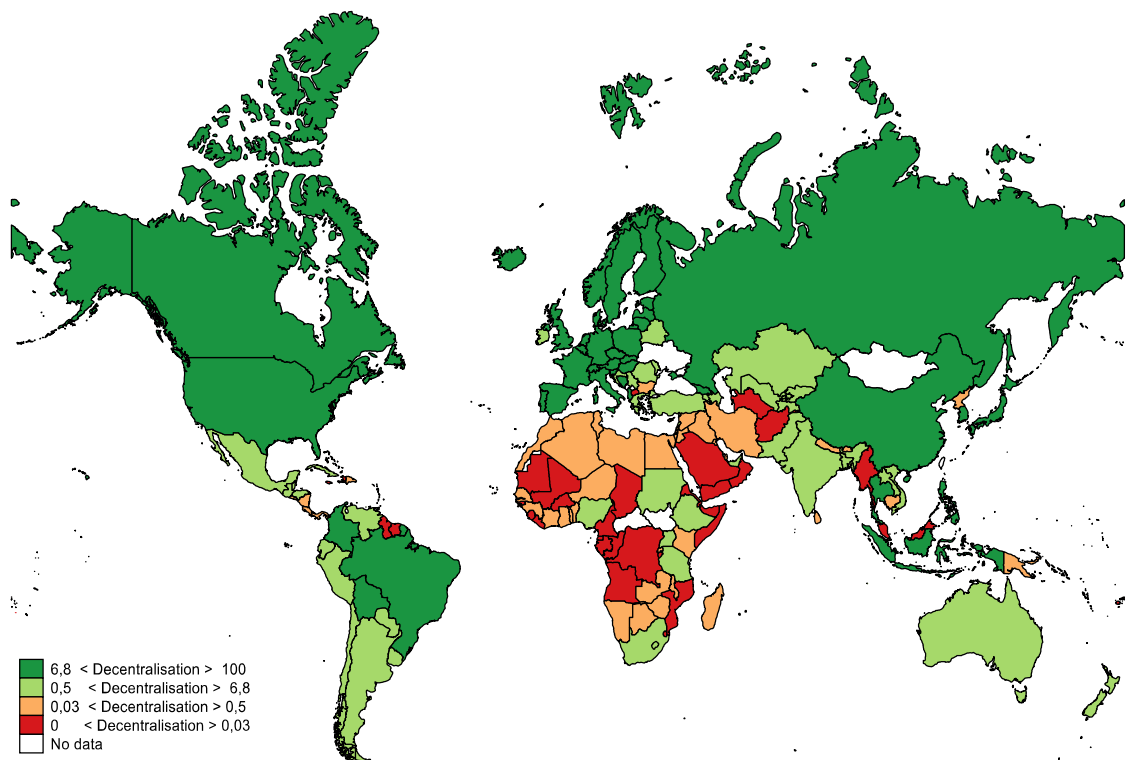 6,8 < Decentralisation > 100
0,5 < Decentralisation > 6,8
0,03 < Decentralisation > 0,5
0 < Decentralisation > 0,03
No data